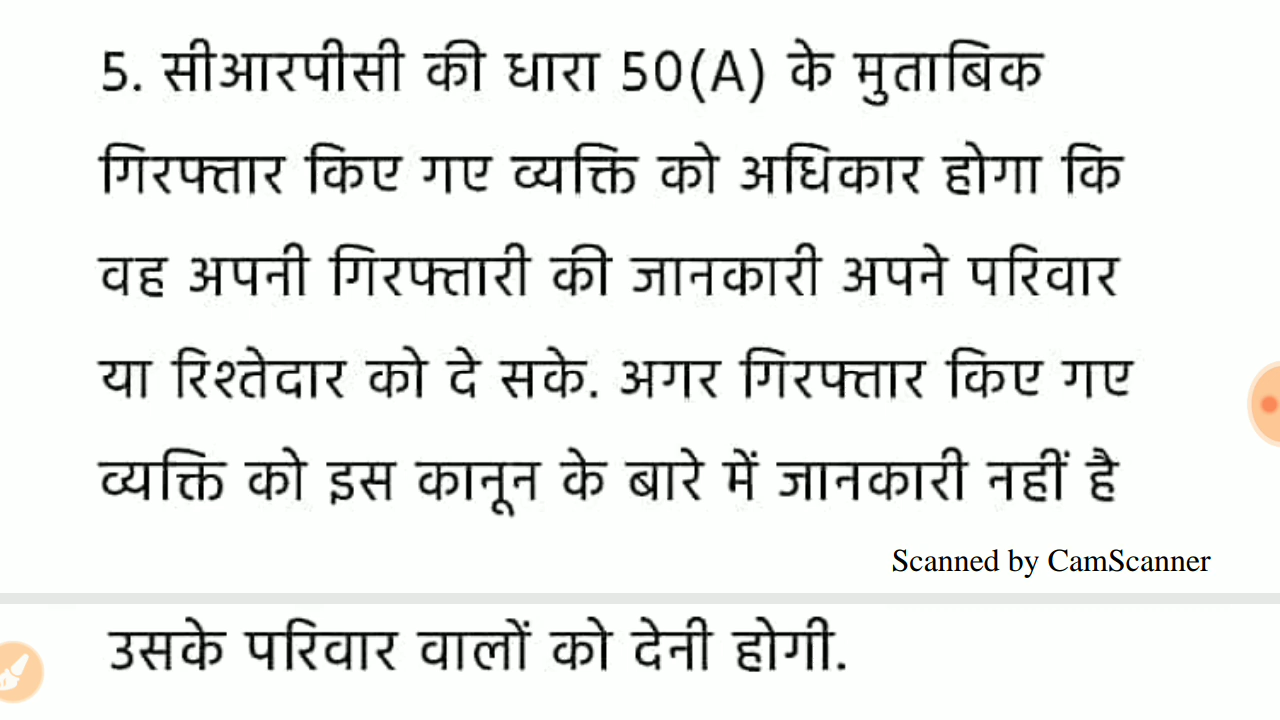 5. सीआरपीसी की धारा 50(A) के मुताबिक
गिरफ्तार किए गए व्यक्ति को अधिकार होगा कि
वह अपनी गिरफ्तारी की जानकारी अपने परिवार
या रिश्तेदार को दे सके. अगर गिरफ्तार किए गए
व्यक्ति को इस कानून के बारे में जानकारी नहीं है
Scanned by CamScanner
उसके परिवार वालों को देनी होगी.